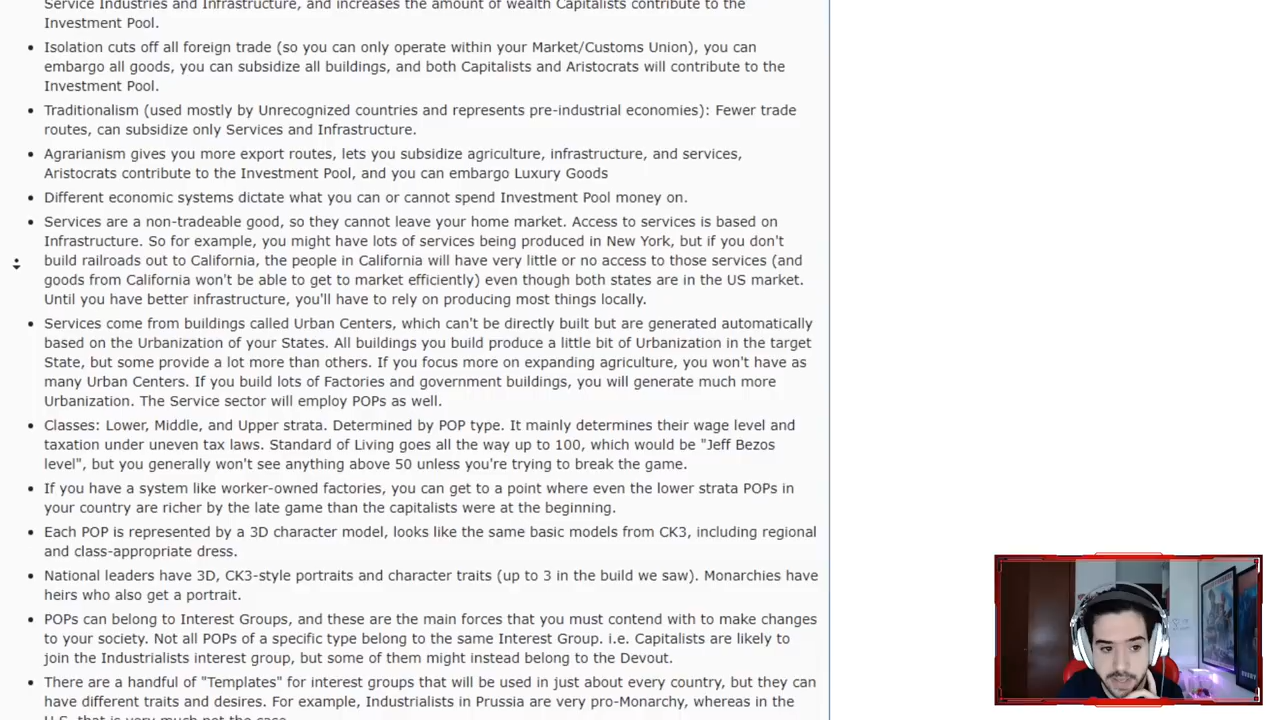 Service Industries and Infrastructure, and increases the amount of wealth Capitalists contribute to the
Investment Pool.
Isolation cuts off all foreign trade (so you can only operate within your Market/Customs Union), you can
embargo all goods, you can subsidize all buildings, and both Capitalists and Aristocrats will contribute to the
Investment Pool.
Traditionalism (used mostly by Unrecognized countries and represents pre-industrial economies): Fewer trade
routes, can subsidize only Services and Infrastructure.
Agrarianism gives you more export routes, lets you subsidize agriculture, infrastructure, and services,
Aristocrats contribute to the Investment Pool, and you can embargo Luxury Goods
Different economic systems dictate what you can or cannot spend Investment Pool money on.
Services are a non-tradeable good, so they cannot leave your home market. Access to services is based on
Infrastructure. So for example, you might have lots of services being produced in New York, but if you don't
build railroads out to California, the people in California will have very little or no access to those services (and
goods from California won't be able to get to market efficiently) even though both states are in the US market.
Until you have better infrastructure, you'll have to rely on producing most things locally.
Services come from buildings called Urban Centers, which can't be directly built but are generated automatically
based on the Urbanization of your States. All buildings you build produce a little bit of Urbanization in the target
State, but some provide a lot more than others. If you focus more on expanding agriculture, you won't have as
many Urban Centers. If you build lots of Factories and government buildings, you will generate much more
Urbanization. The Service sector will employ POPs as well.
Classes: Lower, Middle, and Upper strata. Determined by POP type. It mainly determines their wage level and
taxation under uneven tax laws. Standard of Living goes all the way up to 100, which would be "Jeff Bezos
level", but you generally won't see anything above 50 unless you're trying to break the game.
If you have a system like worker-owned factories, you can get to a point where even the lower strata POPs in
your country are richer by the late game than the capitalists were at the beginning.
Each POP is represented by a 3D character model, looks like the same basic models from CK3, including regional
and class-appropriate dress.
National leaders have 3D, CK3-style portraits and character traits (up to 3 in the build we saw). Monarchies have
heirs who also get a portrait.
POPs can belong to Interest Groups, and these are the main forces that you must contend with to make changes
to your society. Not all POPs of a specific type belong to the same Interest Group. i.e. Capitalists are likely to
join the Industrialists interest group, but some of them might instead belong to the Devout.
There are a handful of "Templates" for interest groups that will be used in just about every country, but they can
have different traits and desires. For example, Industrialists in Prussia are very pro-Monarchy, whereas in the
U.S. that is very much not the case.